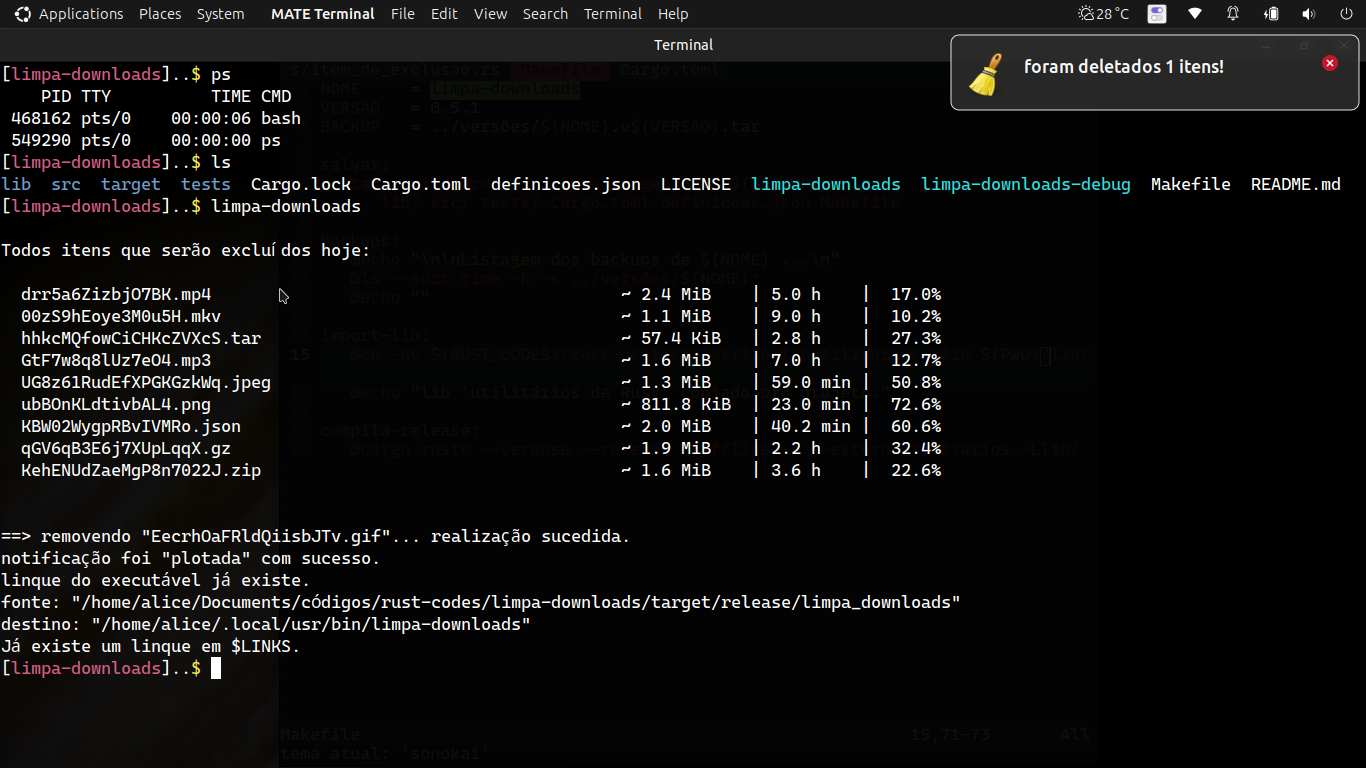 Applications Places System MATE Terminal File Edit View Search Terminal Help 28 °C
Terminal
foram deletados 1 itens!
[limpa-downloads]..$ ps
PID TTY TIME CMD
468162 pts/0 00:00:06 bash
549290 pts/0 00:00:00 ps
[limpa-downloads]..$ ls
lib src target tests Cargo.lock Cargo.toml definicoes.json LICENSE limpa-downloads limpa-downloads-debug Makefile README.md
[limpa-downloads]..$ limpa-downloads
Todos itens que serão excluídos hoje:
drr5a6ZizbjO7BK.mp4 ~ 2.4 MiB | 5.0 h | 17.0%
00zS9hEoye3M0u5H.mkv ~ 1.1 MiB | 9.0 h | 10.2%
hhkcMQfowCiCHKcZVXcS.tar ~ 57.4 KiB | 2.8 h | 27.3%
GtF7w8q8lUz7eO4.mp3 ~ 1.6 MiB | 7.0 h | 12.7%
UG8z61RudEfXPGKGzkWq.jpeg ~ 1.3 MiB | 59.0 min | 50.8%
ubBOnKLdtivbAL4.png ~ 811.8 KiB | 23.0 min | 72.6%
KBW02WygpRBvIVMRo.json ~ 2.0 MiB | 40.2 min | 60.6%
qGV6qB3E6j7XUpLqqX.gz ~ 1.9 MiB | 2.2 h | 32.4%
KehENUdZaeMgP8n7022J.zip ~ 1.6 MiB | 3.6 h | 22.6%
==> removendo "EecrhOaFRldQiisbJTv.gif"... realização sucedida.
notificação foi "plotada" com sucesso.
linque do executável já existe.
fonte: "/home/alice/Documents/códigos/rust-codes/limpa-downloads/target/release/limpa_downloads"
destino: "/home/alice/.local/usr/bin/limpa-downloads"
Já existe um linque em $LINKS.
[limpa-downloads]..$
Makefile 15,71-73 All
tema atual: 'sonokai'